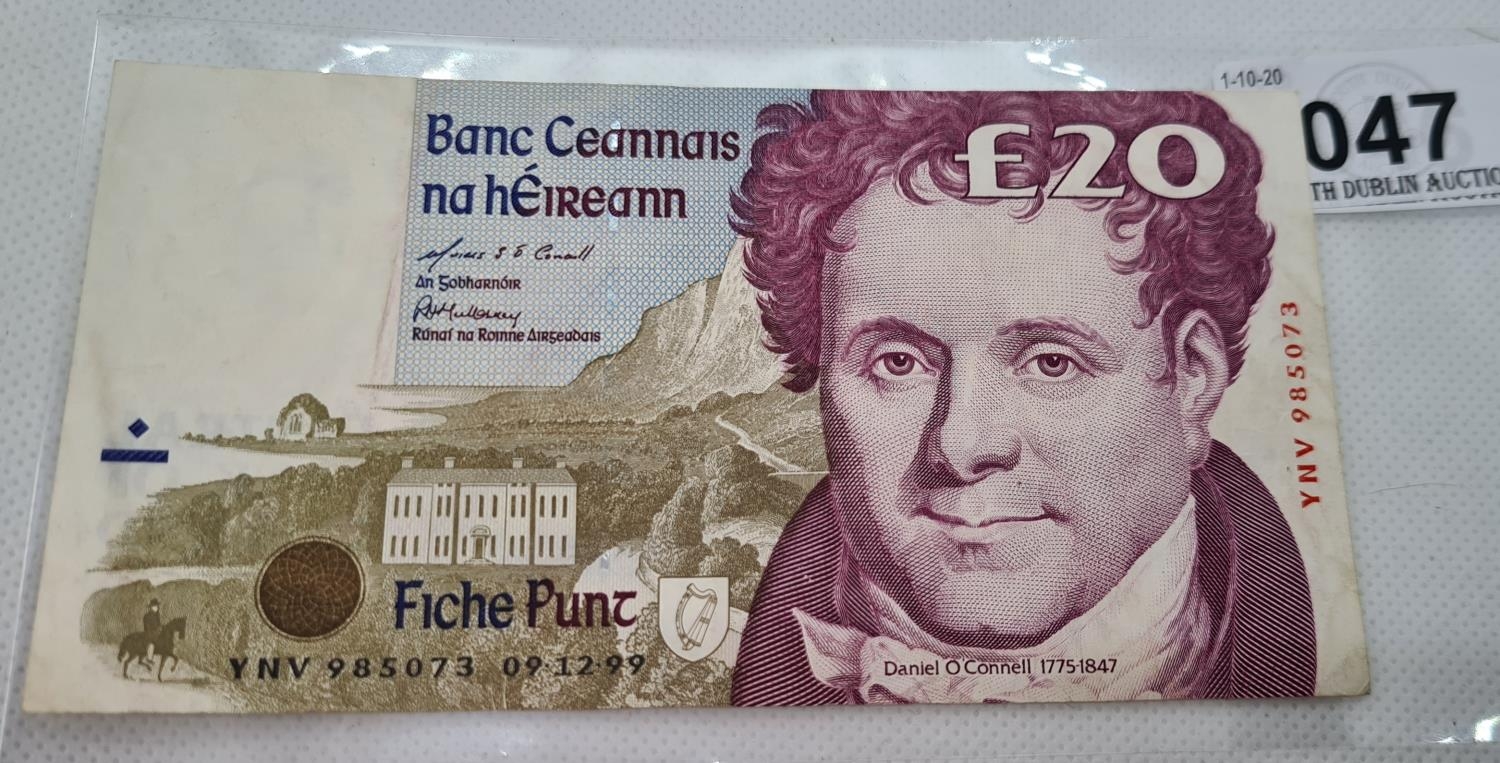 Banc Ceannais
na hÉireann
An Gobharnóir
Rúnaí na Roinne Airgeadais
£20
YNV 985073
Fiche Punt
YNV 985073 09·12·99
Daniel O'Connell 1775-1847
1-10-20
047
TH DUBLIN AUCTIO